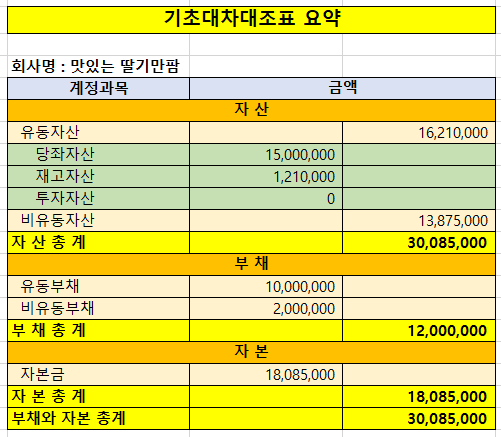 기초대차대조표 요약
회사명 : 맛있는 딸기만팜
계정과목 금액
자 산
유동자산 16,210,000
당좌자산 15,000,000
재고자산 1,210,000
투자자산 0
비유동자산 13,875,000
자 산 총 계 30,085,000
부 채
유동부채 10,000,000
비유동부채 2,000,000
부 채 총 계 12,000,000
자 본
자본금 18,085,000
자 본 총 계 18,085,000
부채와 자본 총계 30,085,000